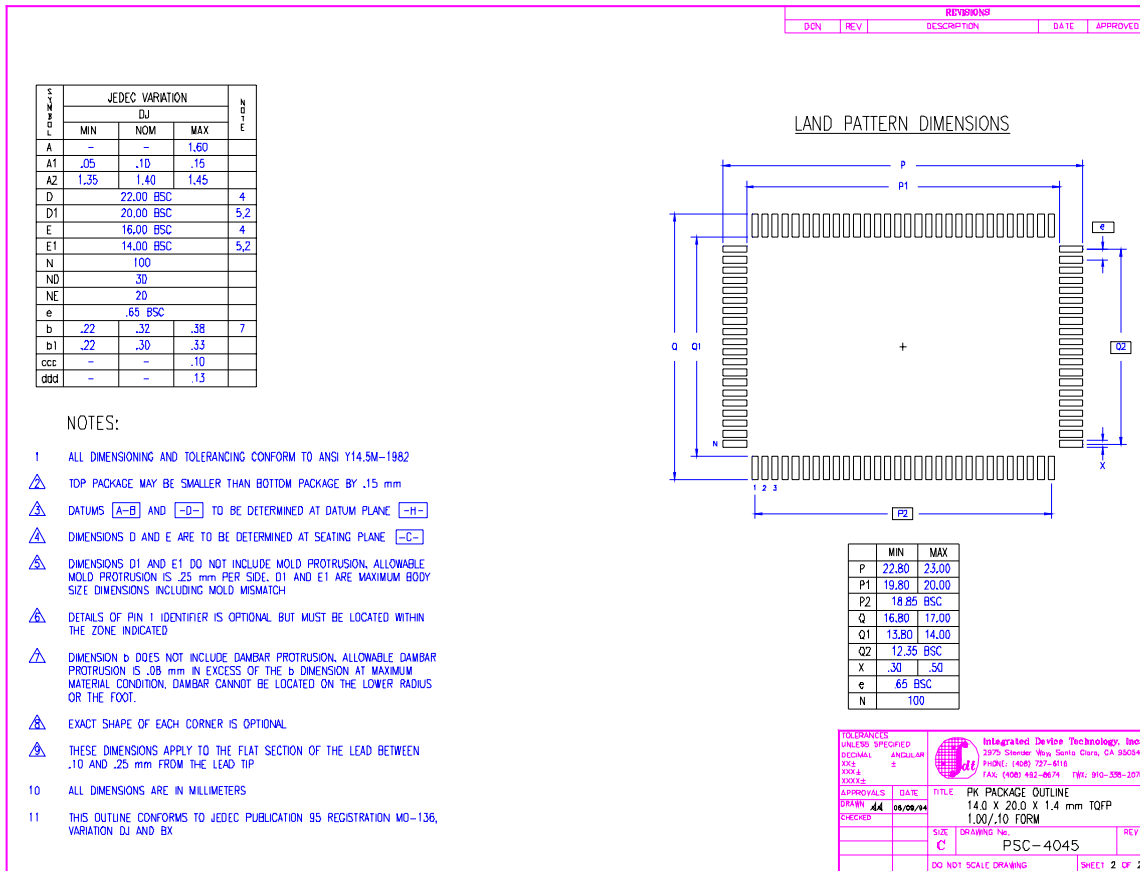 REVISIONS
DCN REV DESCRIPTION DATE APPROVED
SYMBOL JEDEC VARIATION NOTE
DJ
MIN NOM MAX
A - - 1.60
A1 .05 .10 .15
A2 1.35 1.40 1.45
D 22.00 BSC 4
D1 20.00 BSC 5,2
E 16.00 BSC 4
E1 14.00 BSC 5,2
N 100
ND 30
NE 20
e .65 BSC
b .22 .32 .38 7
b1 .22 .30 .33
ccc - - .10
ddd - - .13
LAND PATTERN DIMENSIONS
P
P1
e
Q Q1
Q2
N
X
1 2 3
P2
MIN MAX
P 22.80 23.00
P1 19.80 20.00
P2 18.85 BSC
Q 16.80 17.00
Q1 13.80 14.00
Q2 12.35 BSC
X .30 .50
e .65 BSC
N 100
NOTES:
1 ALL DIMENSIONING AND TOLERANCING CONFORM TO ANSI Y14.5M-1982
2 TOP PACKAGE MAY BE SMALLER THAN BOTTOM PACKAGE BY .15 mm
3 DATUMS A-B AND -D- TO BE DETERMINED AT DATUM PLANE -H-
4 DIMENSIONS D AND E ARE TO BE DETERMINED AT SEATING PLANE -C-
5 DIMENSIONS D1 AND E1 DO NOT INCLUDE MOLD PROTRUSION. ALLOWABLE
MOLD PROTRUSION IS .25 mm PER SIDE. D1 AND E1 ARE MAXIMUM BODY
SIZE DIMENSIONS INCLUDING MOLD MISMATCH
6 DETAILS OF PIN 1 IDENTIFIER IS OPTIONAL BUT MUST BE LOCATED WITHIN
THE ZONE INDICATED
7 DIMENSION b DOES NOT INCLUDE DAMBAR PROTRUSION. ALLOWABLE DAMBAR
PROTRUSION IS .08 mm IN EXCESS OF THE b DIMENSION AT MAXIMUM
MATERIAL CONDITION. DAMBAR CANNOT BE LOCATED ON THE LOWER RADIUS
OR THE FOOT.
8 EXACT SHAPE OF EACH CORNER IS OPTIONAL
9 THESE DIMENSIONS APPLY TO THE FLAT SECTION OF THE LEAD BETWEEN
.10 AND .25 mm FROM THE LEAD TIP
10 ALL DIMENSIONS ARE IN MILLIMETERS
11 THIS OUTLINE CONFORMS TO JEDEC PUBLICATION 95 REGISTRATION MO-136,
VARIATION DJ AND BX
TOLERANCES
UNLESS SPECIFIED
DECIMAL ANGULAR
XX± ±
XXX±
XXXX±
idt
Integrated Device Technology, Inc.
2975 Stender Way, Santa Clara, CA 95054
PHONE: (408) 727-6116
FAX: (408) 492-8674 TWX: 910-338-2070
APPROVALS DATE
DRAWN
CHECKED
TITLE PK PACKAGE OUTLINE
14.0 X 20.0 X 1.4 mm TQFP
1.00/.10 FORM
SIZE DRAWING No. REV
C PSC-4045
DO NOT SCALE DRAWING SHEET 2 OF 2